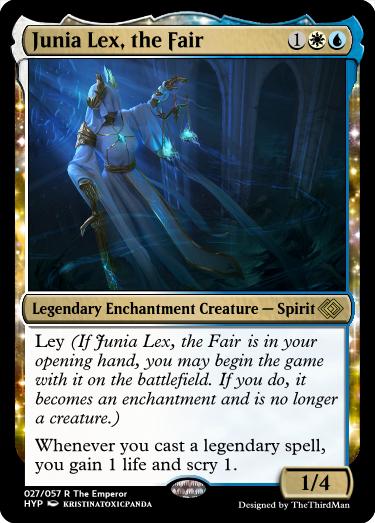 Junia Lex, the Fair 1
Legendary Enchantment Creature — Spirit
Ley (If Junia Lex, the Fair is in your
opening hand, you may begin the game
with it on the battlefield. If you do, it
becomes an enchantment and is no longer
a creature.)
Whenever you cast a legendary spell,
you gain 1 life and scry 1.
1/4
027/057 R The Emperor
HYP KRISTINATOXICPANDA
Designed by TheThirdMan